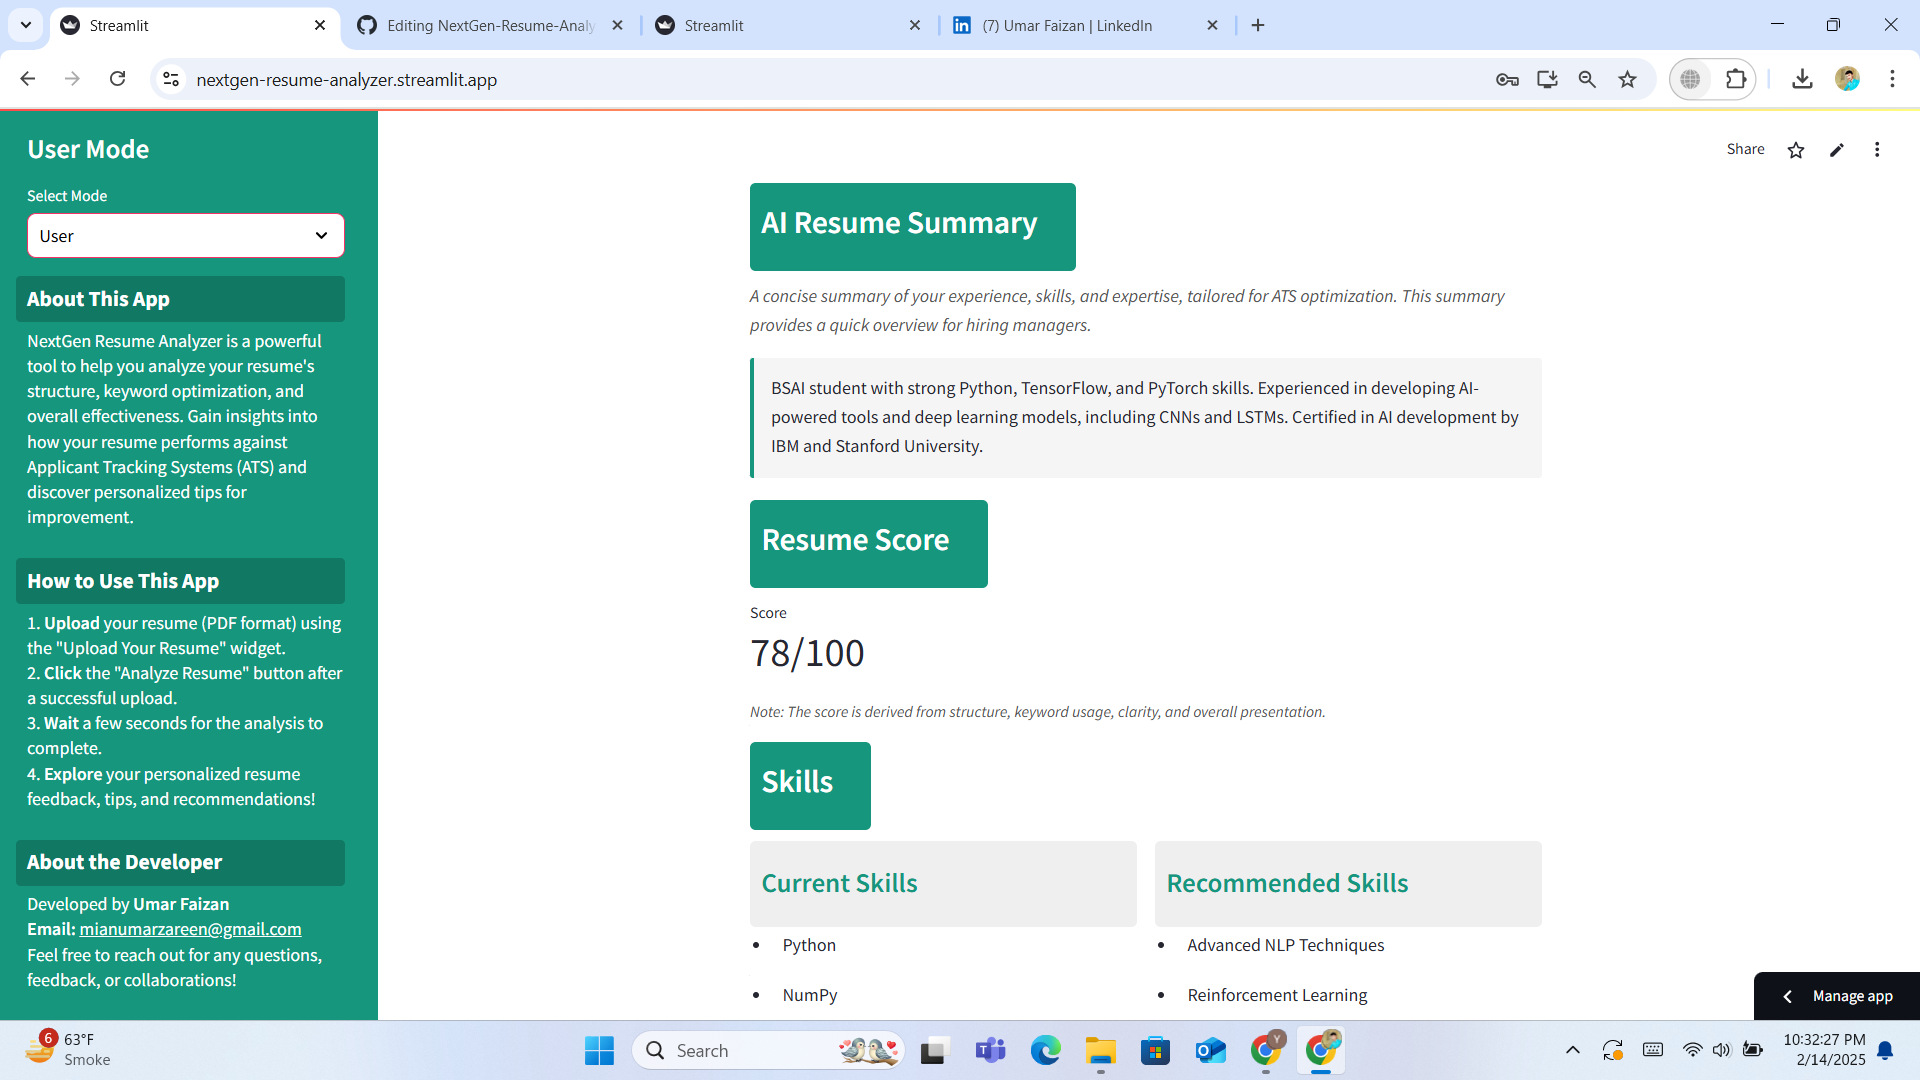 Streamlit
Editing NextGen-Resume-Analy
Streamlit
(7) Umar Faizan | LinkedIn
nextgen-resume-analyzer.streamlit.app
User Mode
Select Mode
User
About This App
NextGen Resume Analyzer is a powerful
tool to help you analyze your resume's
structure, keyword optimization, and
overall effectiveness. Gain insights into
how your resume performs against
Applicant Tracking Systems (ATS) and
discover personalized tips for
improvement.
How to Use This App
1. Upload your resume (PDF format) using
the "Upload Your Resume" widget.
2. Click the "Analyze Resume" button after
a successful upload.
3. Wait a few seconds for the analysis to
complete.
4. Explore your personalized resume
feedback, tips, and recommendations!
About the Developer
Developed by Umar Faizan
Email: mianumarzareen@gmail.com
Feel free to reach out for any questions,
feedback, or collaborations!
Share
AI Resume Summary
A concise summary of your experience, skills, and expertise, tailored for ATS optimization. This summary
provides a quick overview for hiring managers.
BSAI student with strong Python, TensorFlow, and PyTorch skills. Experienced in developing AI-
powered tools and deep learning models, including CNNs and LSTMs. Certified in AI development by
IBM and Stanford University.
Resume Score
Score
78/100
Note: The score is derived from structure, keyword usage, clarity, and overall presentation.
Skills
Current Skills
• Python
• NumPy
Recommended Skills
• Advanced NLP Techniques
• Reinforcement Learning
Manage app
6
63°F
Smoke
Search
Y
10:32:27 PM
2/14/2025